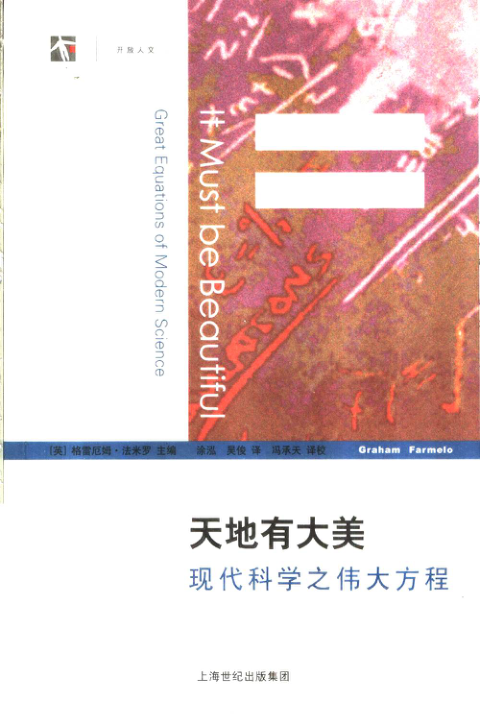 开放人文
It Must be Beautiful
Great Equations of Modern Science
[英] 格雷厄姆·法米罗 主编 涂泓 吴俊 译 冯承天 译校 Graham Farmelo
天地有大美
现代科学之伟大方程
上海世纪出版集团